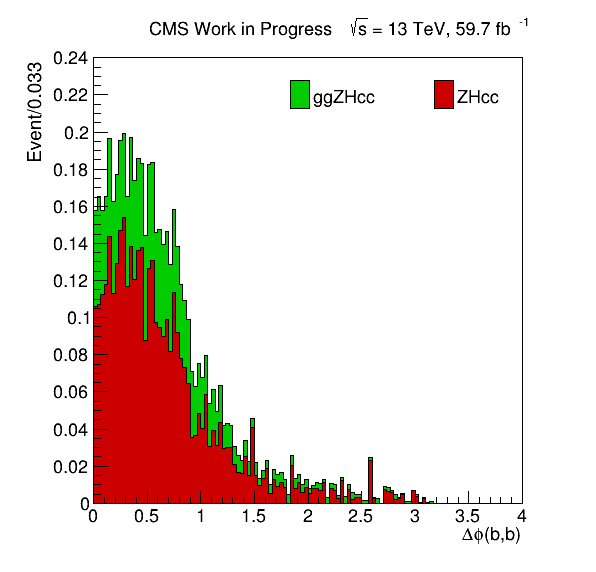 CMS Work in Progress √s = 13 TeV, 59.7 fb⁻¹
Event/0.033
ggZHcc ZHcc
0.24
0.22
0.2
0.18
0.16
0.14
0.12
0.1
0.08
0.06
0.04
0.02
0
0 0.5 1 1.5 2 2.5 3 3.5 4
Δϕ(b,b)